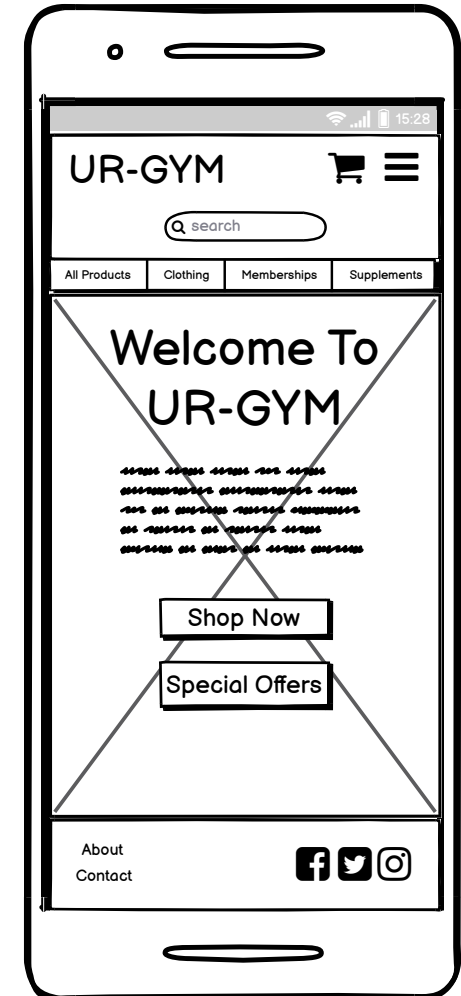 15:28
UR-GYM
search
All Products Clothing Memberships Supplements
Welcome To
UR-GYM
Shop Now
Special Offers
About
Contact